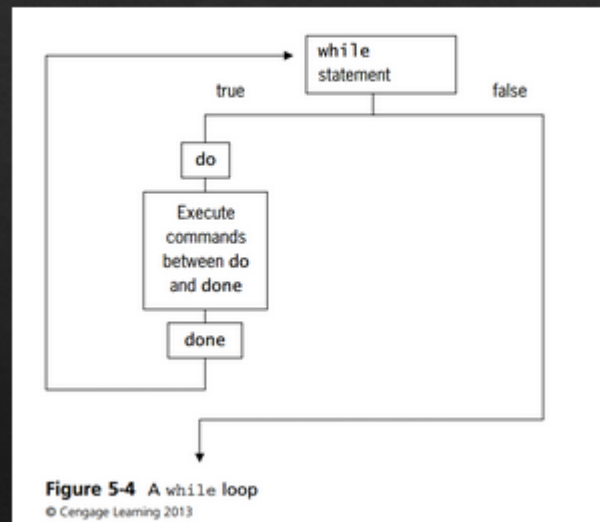 while
statement
true
false
do
Execute
commands
between do
and done
done
Figure 5-4 A while loop
© Cengage Learning 2013